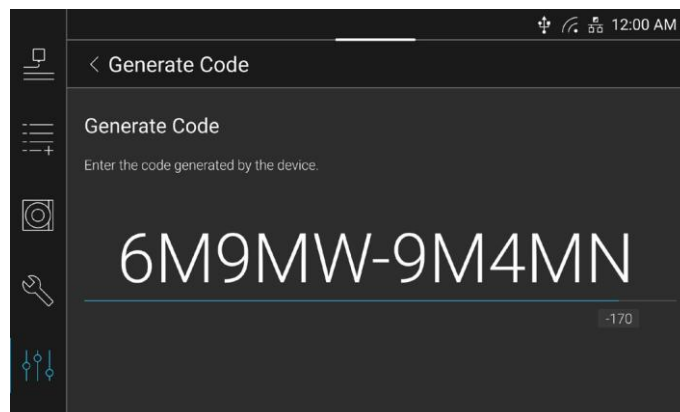 12:00 AM
Generate Code
Generate Code
Enter the code generated by the device.
6M9MW-9M4MN
-170